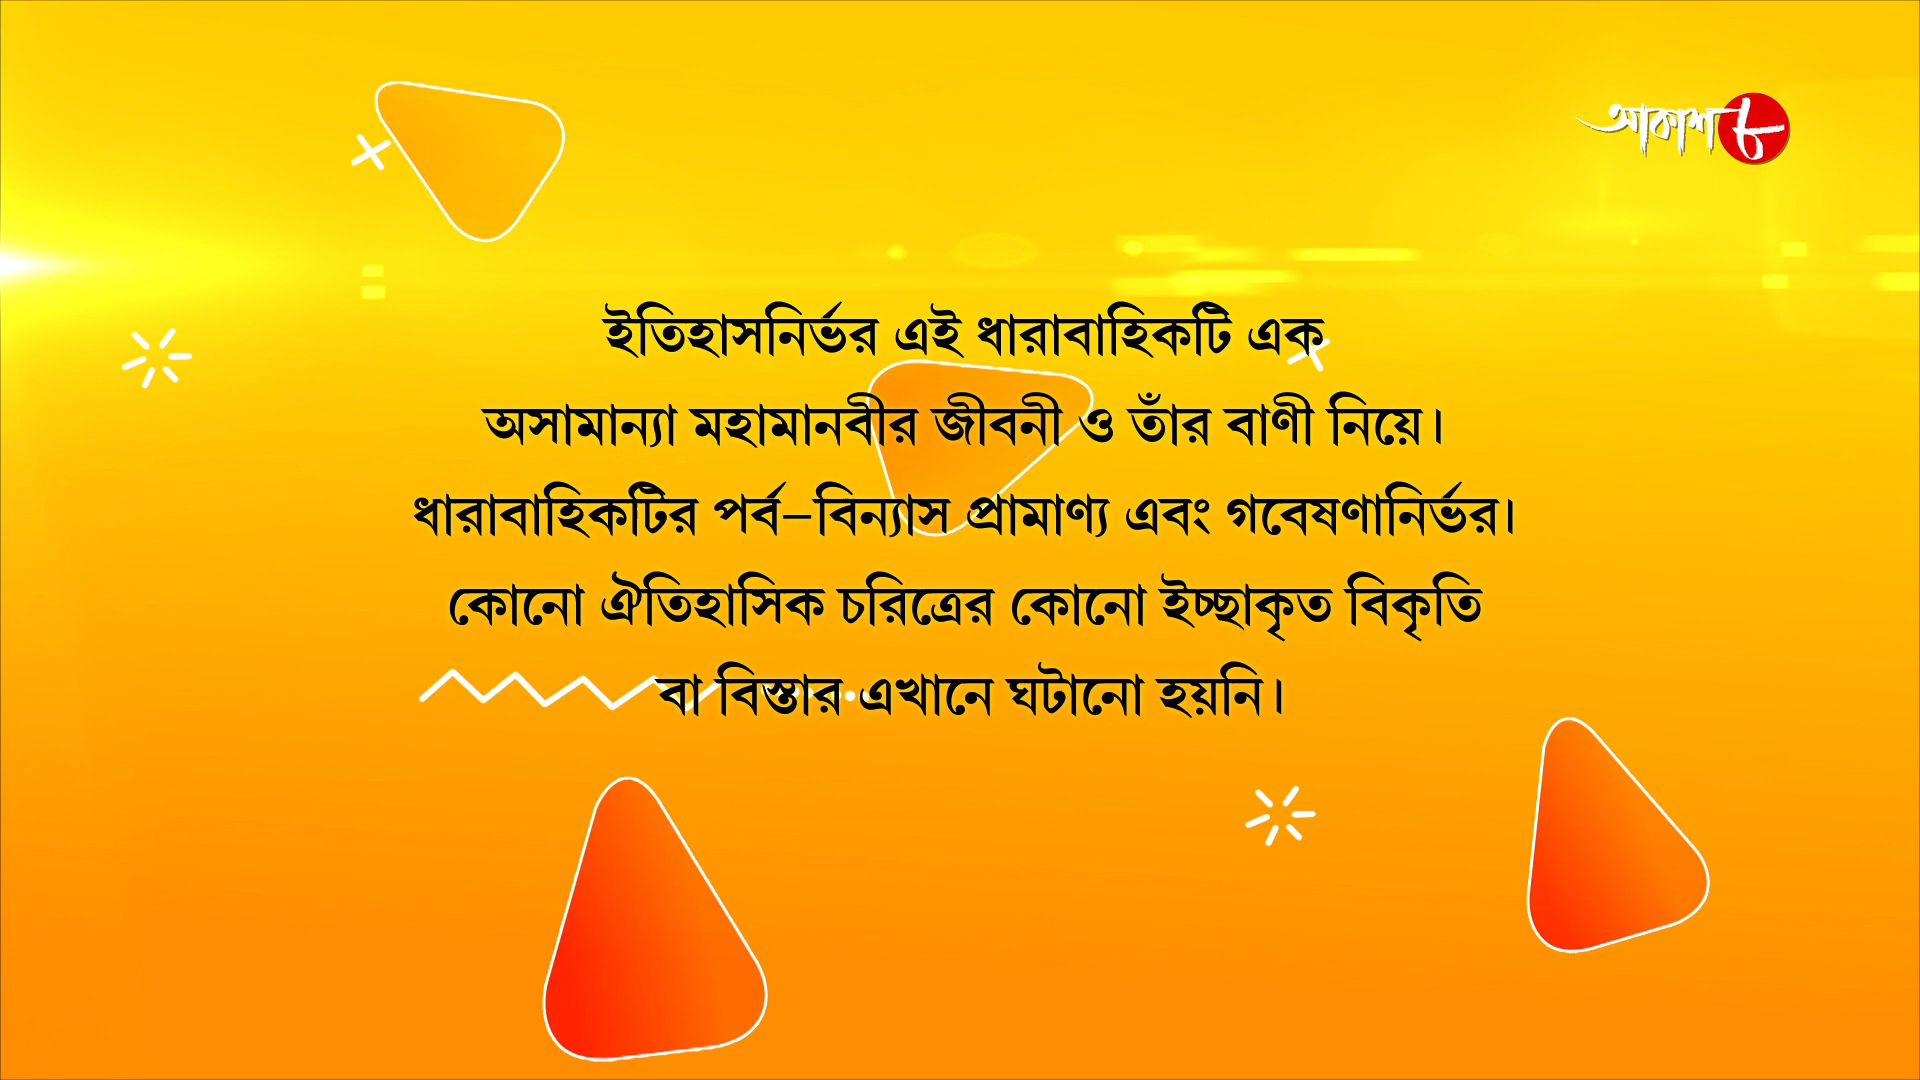 আকাশ ৮
ইতিহাসনির্ভর এই ধারাবাহিকটি এক
অসামান্যা মহামানবীর জীবনী ও তাঁর বাণী নিয়ে।
ধারাবাহিকটির পর্ব–বিন্যাস প্রামাণ্য এবং গবেষণানির্ভর।
কোনো ঐতিহাসিক চরিত্রের কোনো ইচ্ছাকৃত বিকৃতি
বা বিস্তার এখানে ঘটানো হয়নি।